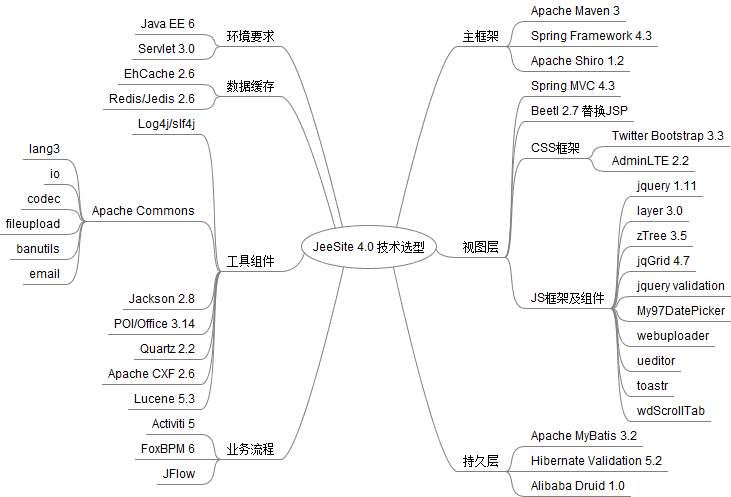 JeeSite 4.0 技术选型
主框架
Apache Maven 3
Spring Framework 4.3
Apache Shiro 1.2
视图层
Spring MVC 4.3
Beetl 2.7 替换JSP
CSS框架
Twitter Bootstrap 3.3
AdminLTE 2.2
JS框架及组件
jquery 1.11
layer 3.0
zTree 3.5
jqGrid 4.7
jquery validation
My97DatePicker
webuploader
ueditor
toastr
wdScrollTab
持久层
Apache MyBatis 3.2
Hibernate Validation 5.2
Alibaba Druid 1.0
环境要求
Java EE 6
Servlet 3.0
数据缓存
EhCache 2.6
Redis/Jedis 2.6
工具组件
Log4j/slf4j
Apache Commons
lang3
io
codec
fileupload
banutils
email
Jackson 2.8
POI/Office 3.14
Quartz 2.2
Apache CXF 2.6
Lucene 5.3
业务流程
Activiti 5
FoxBPM 6
JFlow